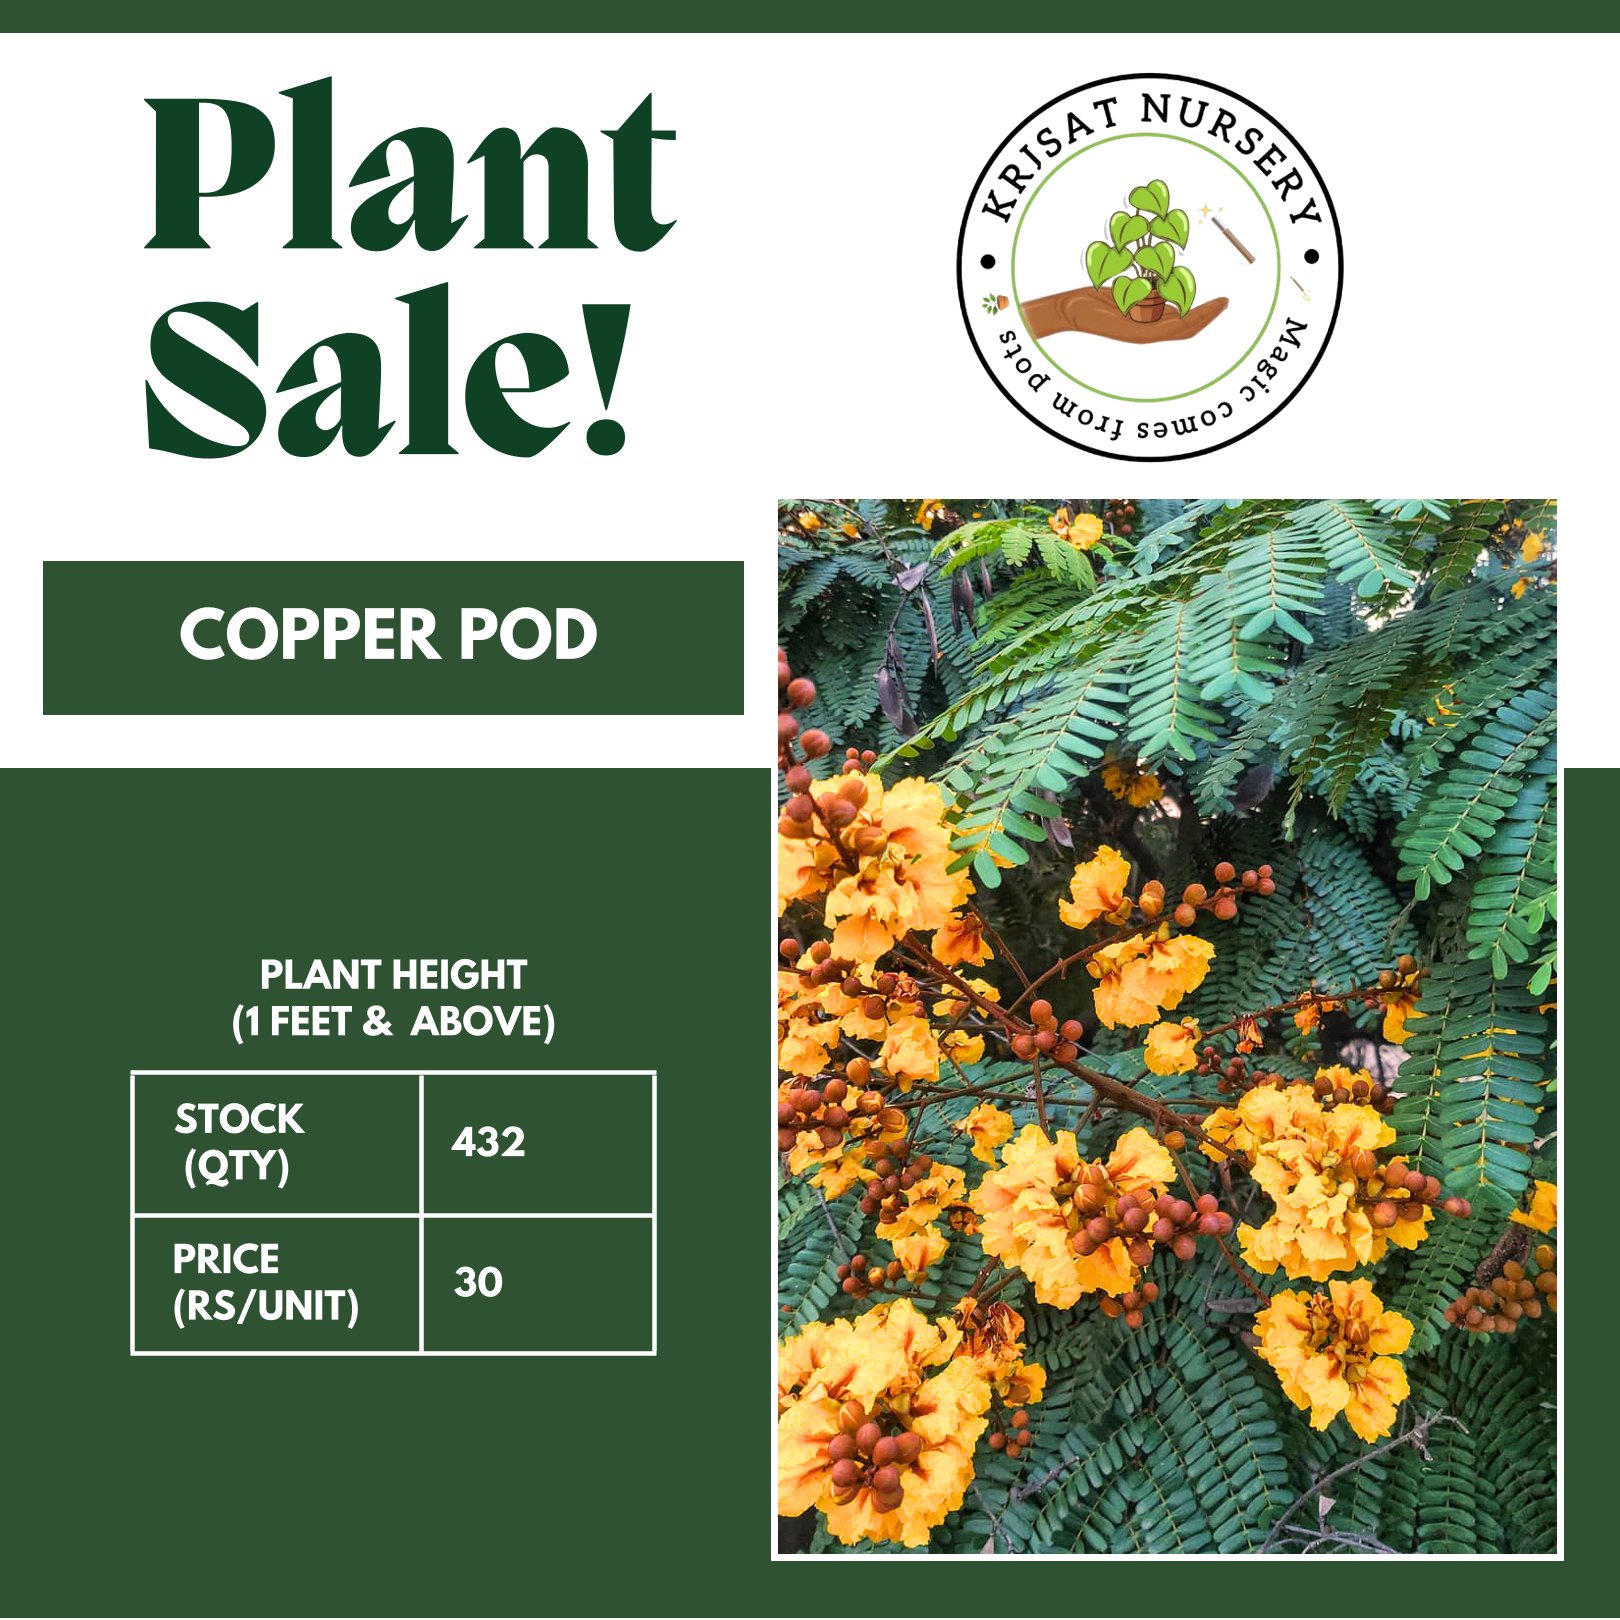 Plant
Sale!
KRJSAT NURSERY
Magic comes from pots
COPPER POD
PLANT HEIGHT
(1 FEET & ABOVE)
STOCK
(QTY)
432
PRICE
(RS/UNIT)
30